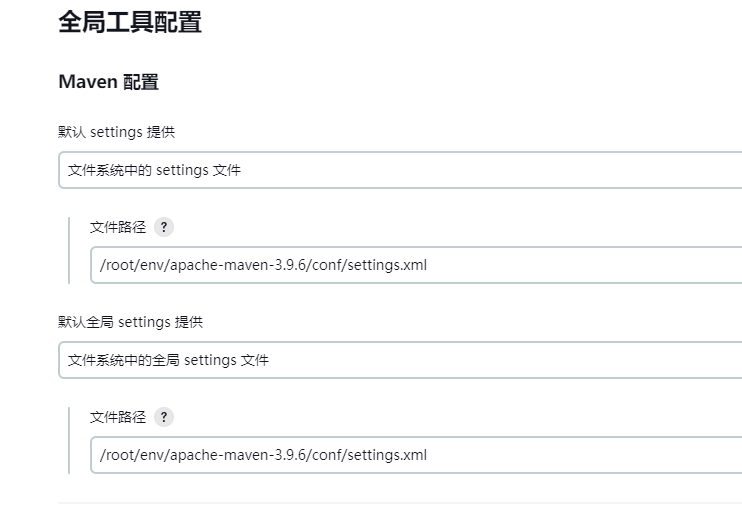 全局工具配置
Maven 配置
默认 settings 提供
文件系统中的 settings 文件
文件路径 ?
/root/env/apache-maven-3.9.6/conf/settings.xml
默认全局 settings 提供
文件系统中的全局 settings 文件
文件路径 ?
/root/env/apache-maven-3.9.6/conf/settings.xml